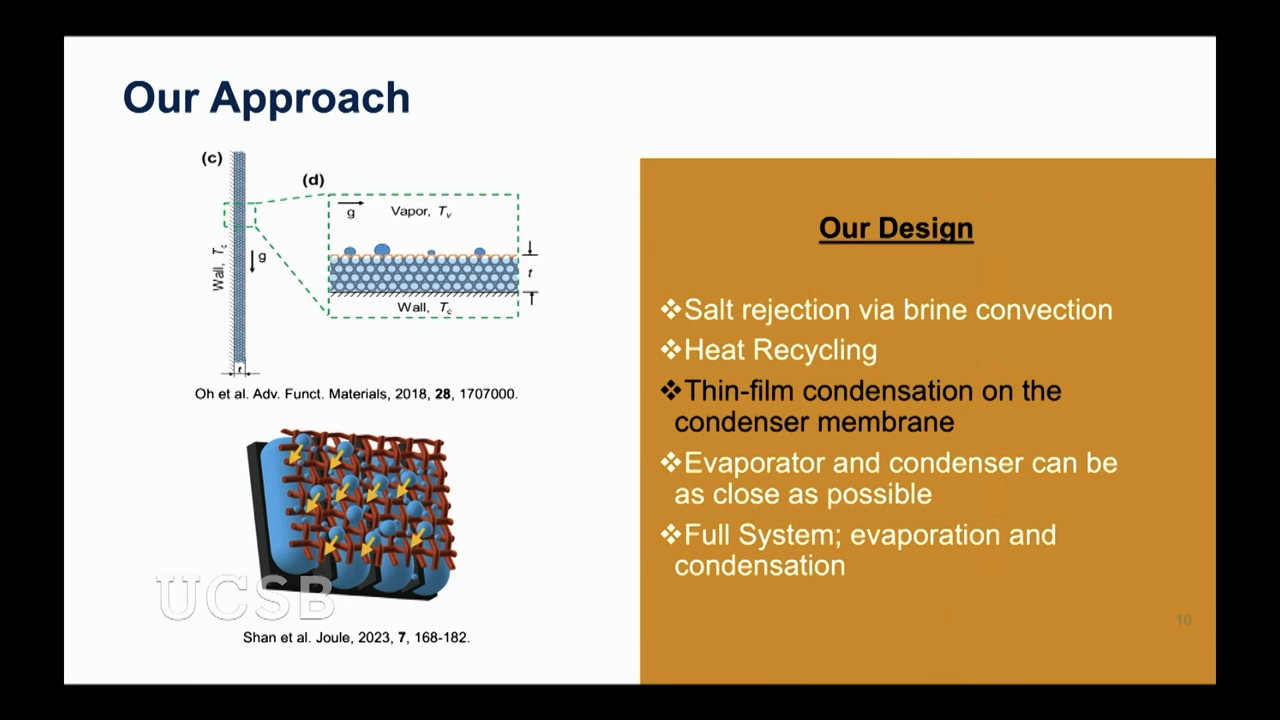 Our Approach
(c)
(d)
g
Vapor, Tv
Wall, Tc
g
t
Wall, Tc
t
Oh et al. Adv. Funct. Materials, 2018, 28, 1707000.
UCSB
Shan et al. Joule, 2023, 7, 168-182.
Our Design
❖Salt rejection via brine convection
❖Heat Recycling
❖Thin-film condensation on the
condenser membrane
❖Evaporator and condenser can be
as close as possible
❖Full System; evaporation and
condensation
10